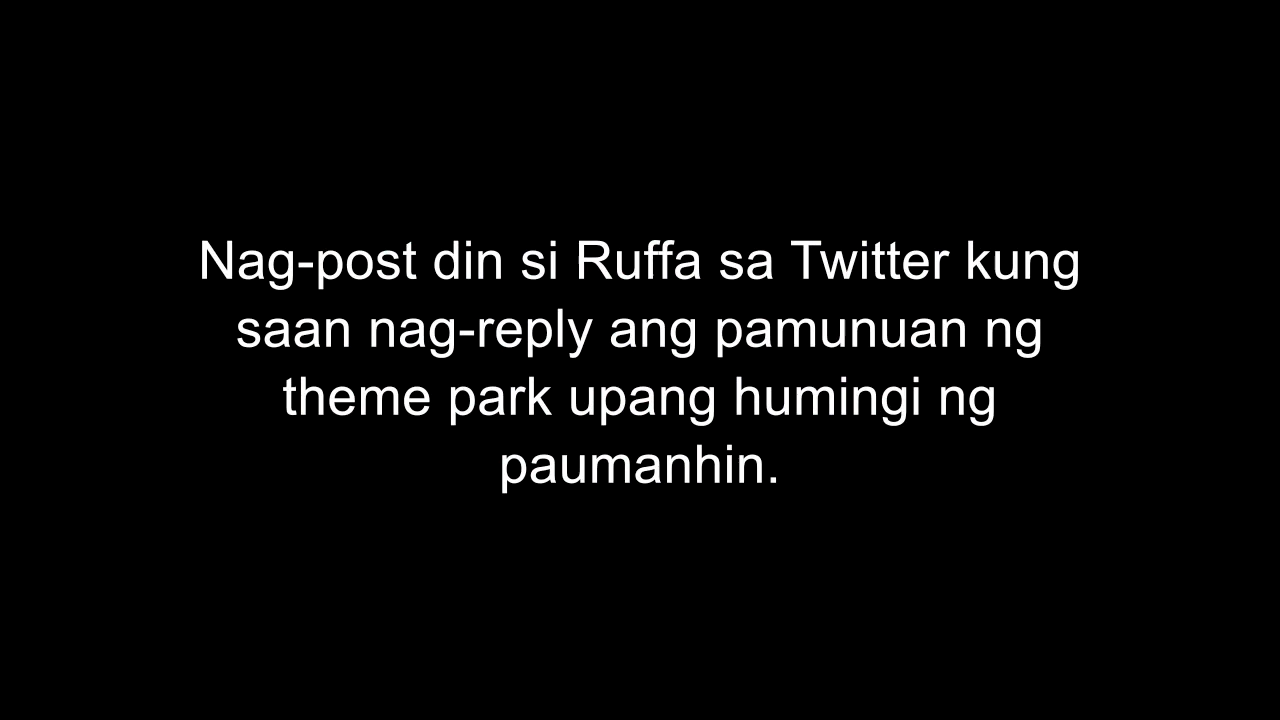 Nag-post din si Ruffa sa Twitter kung
saan nag-reply ang pamunuan ng
theme park upang humingi ng
paumanhin.